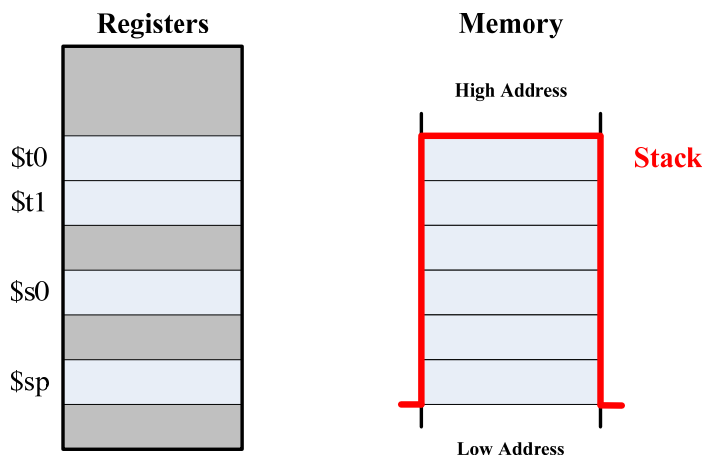 Registers
Memory
High Address
$t0
Stack
$t1
$s0
$sp
Low Address